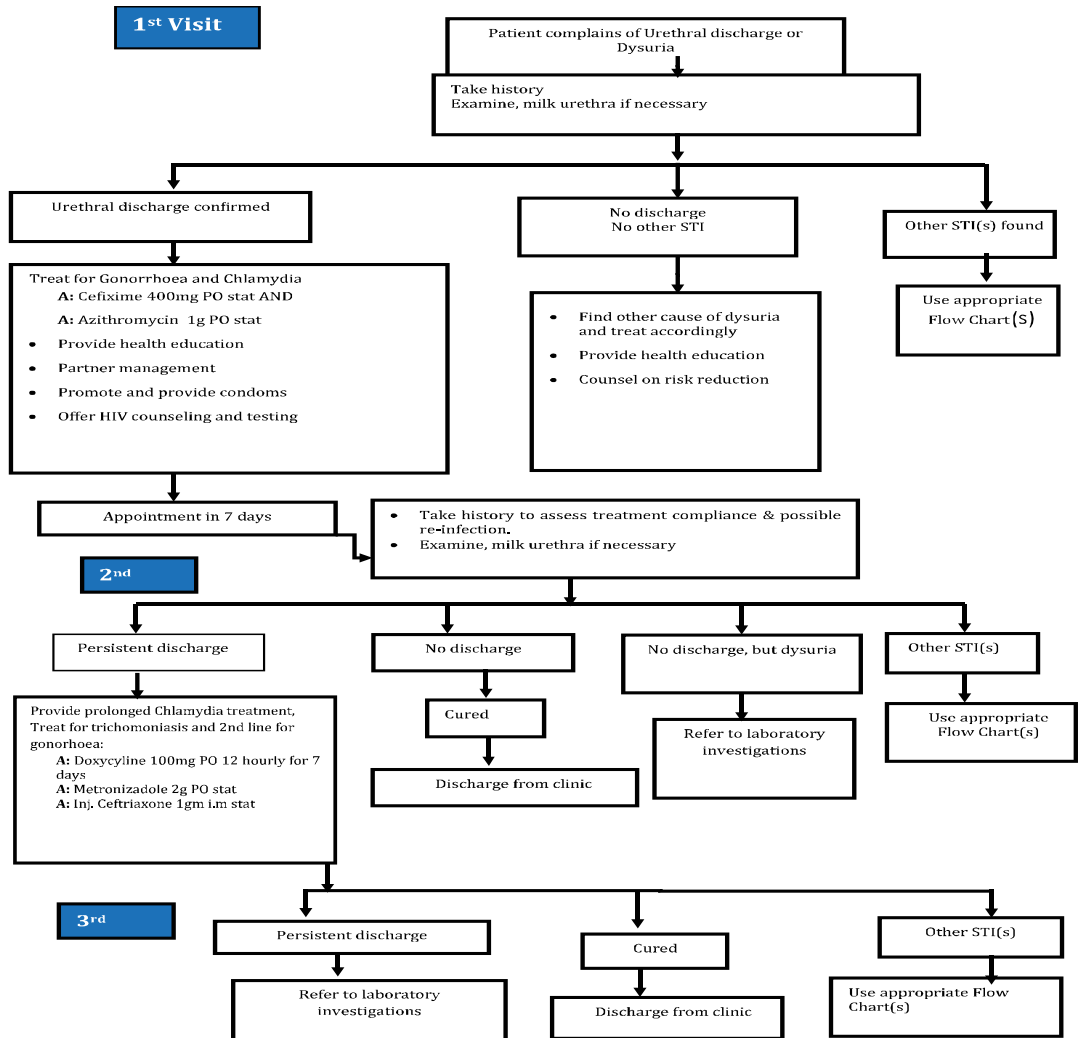 1st Visit
Patient complains of Urethral discharge or
Dysuria
Take history
Examine, milk urethra if necessary
Urethral discharge confirmed
No discharge
No other STI
Other STI(s) found
Treat for Gonorrhoea and Chlamydia
A: Cefixime 400mg PO stat AND
A: Azithromycin 1g PO stat
• Provide health education
• Partner management
• Promote and provide condoms
• Offer HIV counseling and testing
• Find other cause of dysuria
and treat accordingly
• Provide health education
• Counsel on risk reduction
Use appropriate
Flow Chart(S)
Appointment in 7 days
• Take history to assess treatment compliance & possible
re-infection.
• Examine, milk urethra if necessary
2nd
Persistent discharge
No discharge
No discharge, but dysuria
Other STI(s)
Provide prolonged Chlamydia treatment,
Treat for trichomoniasis and 2nd line for
gonorhoea:
A: Doxycyline 100mg PO 12 hourly for 7
days
A: Metronizadole 2g PO stat
A: Inj. Ceftriaxone 1gm i.m stat
Cured
Discharge from clinic
Refer to laboratory
investigations
Use appropriate
Flow Chart(s)
3rd
Persistent discharge
Cured
Other STI(s)
Refer to laboratory
investigations
Discharge from clinic
Use appropriate Flow
Chart(s)